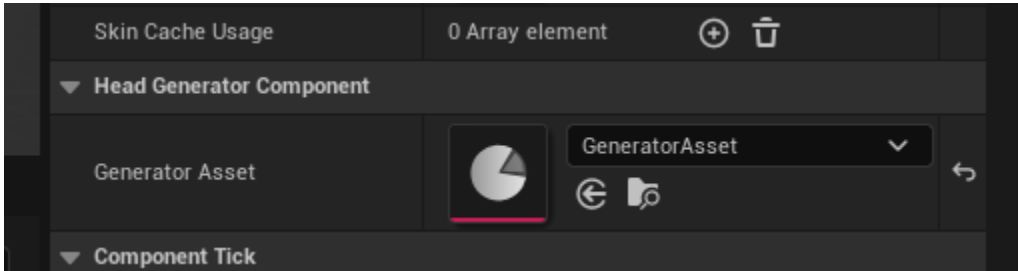 Skin Cache Usage
0 Array element
Head Generator Component
GeneratorAsset
Generator Asset
Component Tick